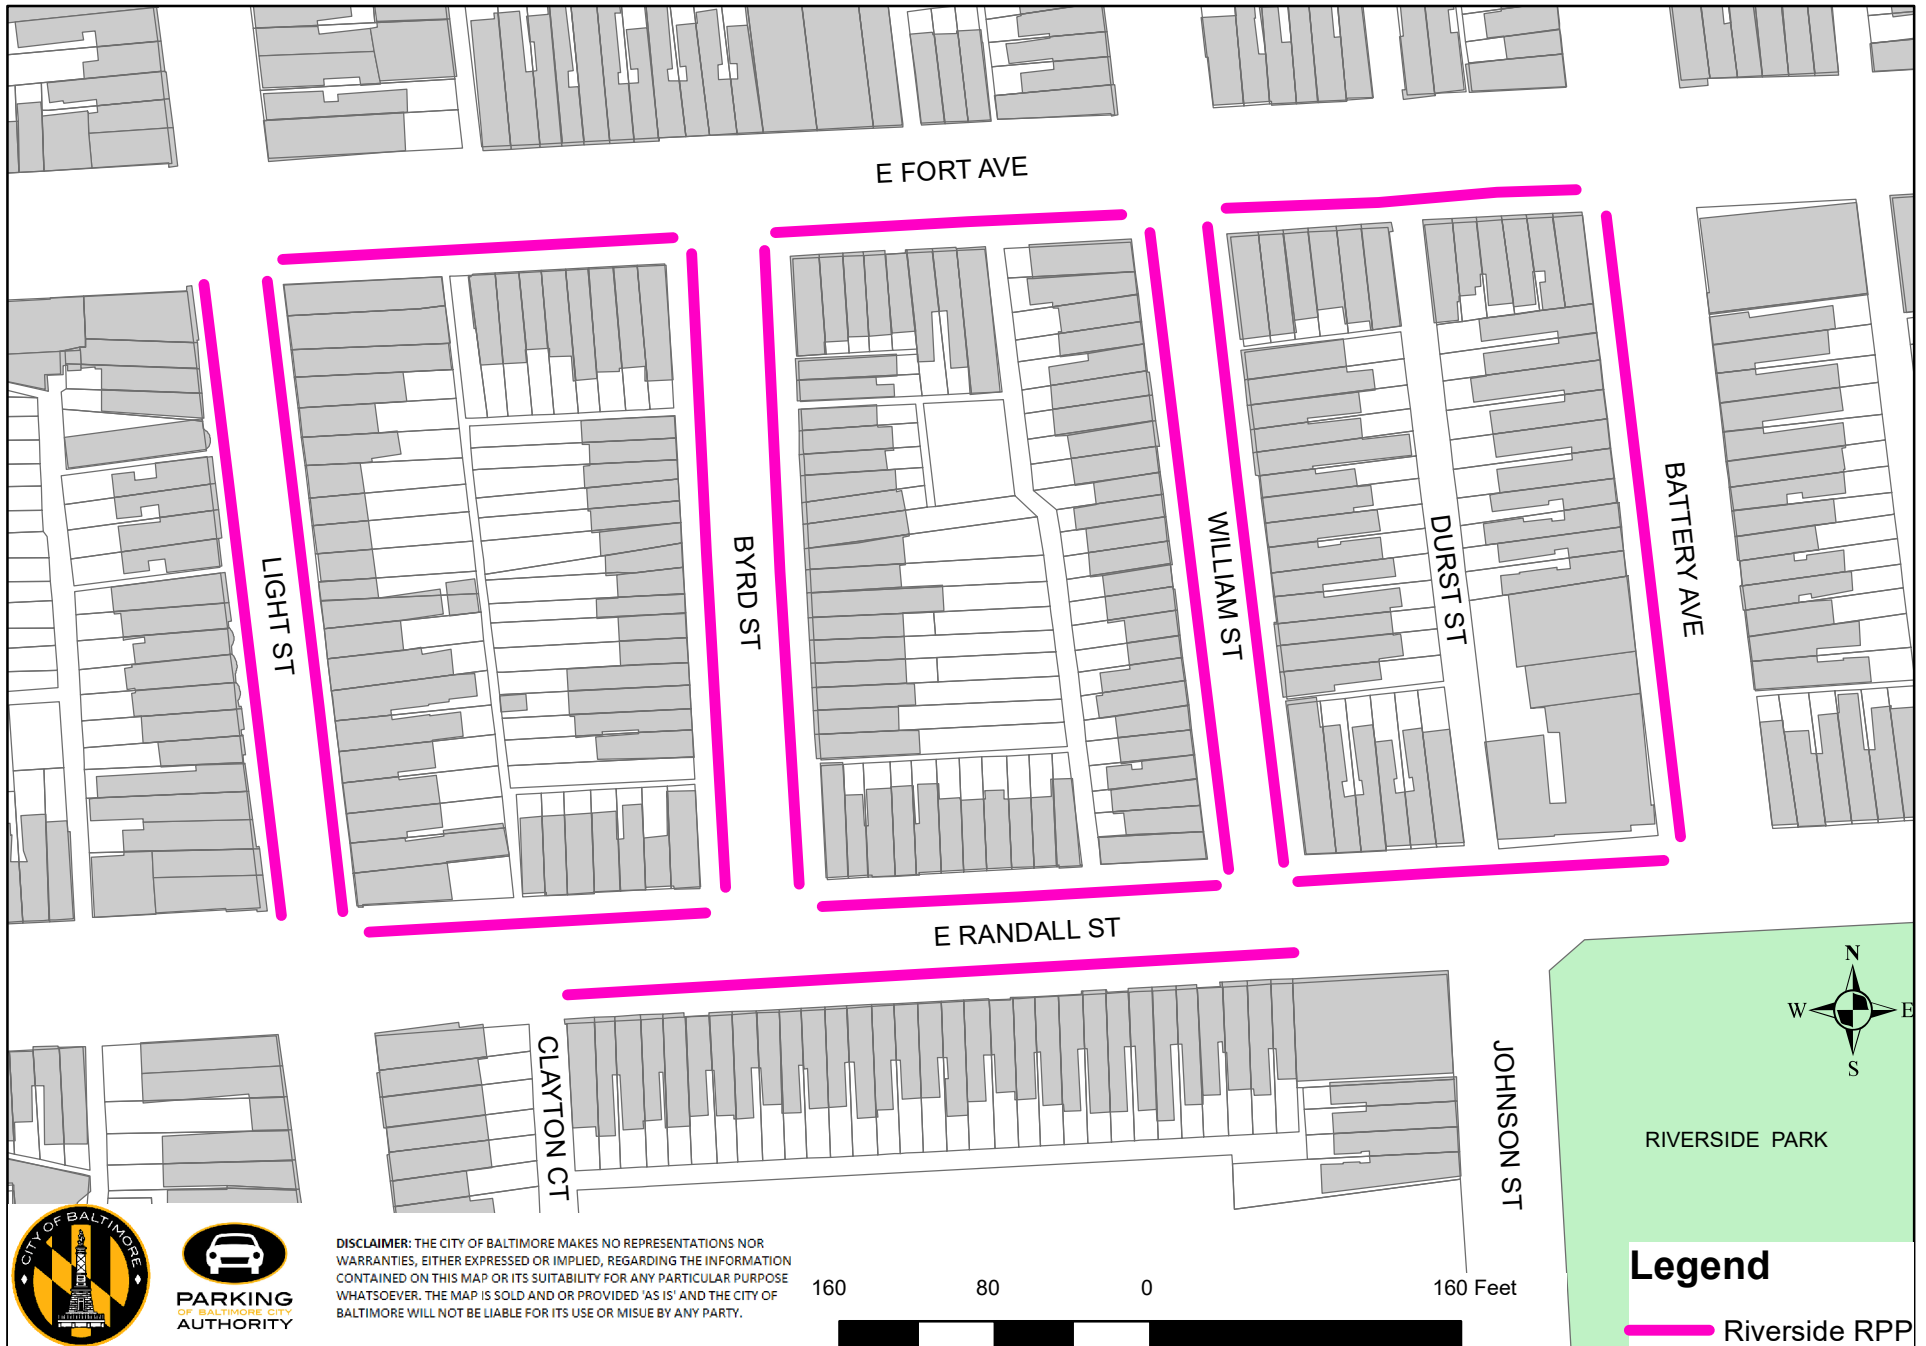 E FORT AVE
LIGHT ST
BYRD ST
WILLIAM ST
DURST ST
BATTERY AVE
E RANDALL ST
CLAYTON CT
JOHNSON ST
N
W E
S
RIVERSIDE PARK
CITY OF BALTIMORE
PARKING
OF BALTIMORE CITY
AUTHORITY
DISCLAIMER: THE CITY OF BALTIMORE MAKES NO REPRESENTATIONS NOR
WARRANTIES, EITHER EXPRESSED OR IMPLIED, REGARDING THE INFORMATION
CONTAINED ON THIS MAP OR ITS SUITABILITY FOR ANY PARTICULAR PURPOSE
WHATSOEVER. THE MAP IS SOLD AND OR PROVIDED 'AS IS' AND THE CITY OF
BALTIMORE WILL NOT BE LIABLE FOR ITS USE OR MISUE BY ANY PARTY.
160 80 0 160 Feet
Legend
Riverside RPP